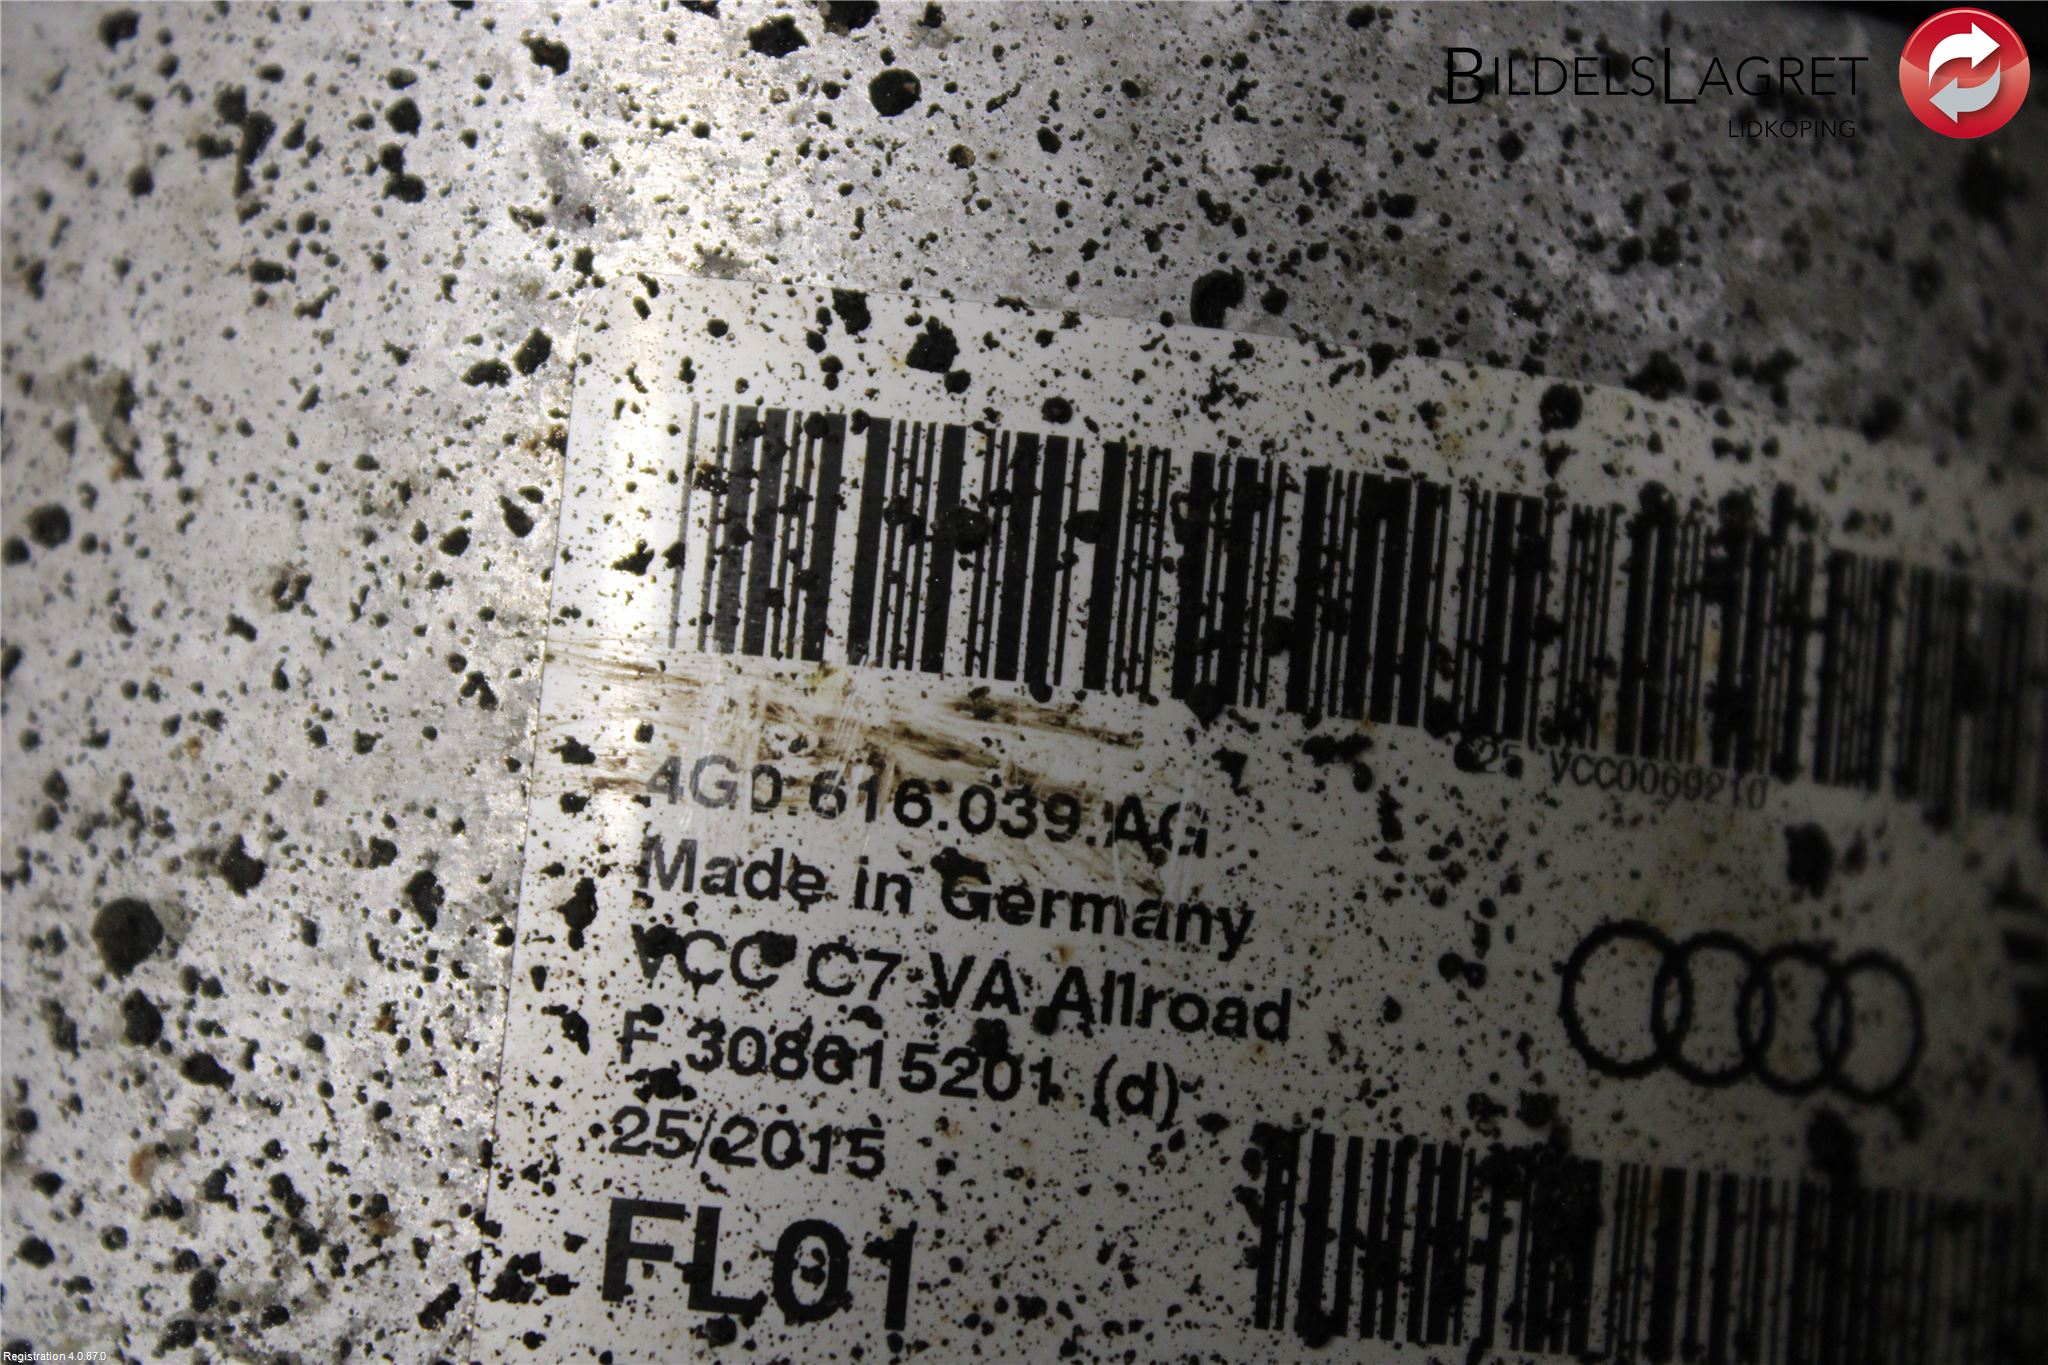 BILDELSLAGRET
LIDKÖPING
25 VCC0069210
4G0.616.039.AG
Made in Germany
VCC C7 VA Allroad
F 308615201 (d)
25/2015
FL01
Registration 4.0.87.0